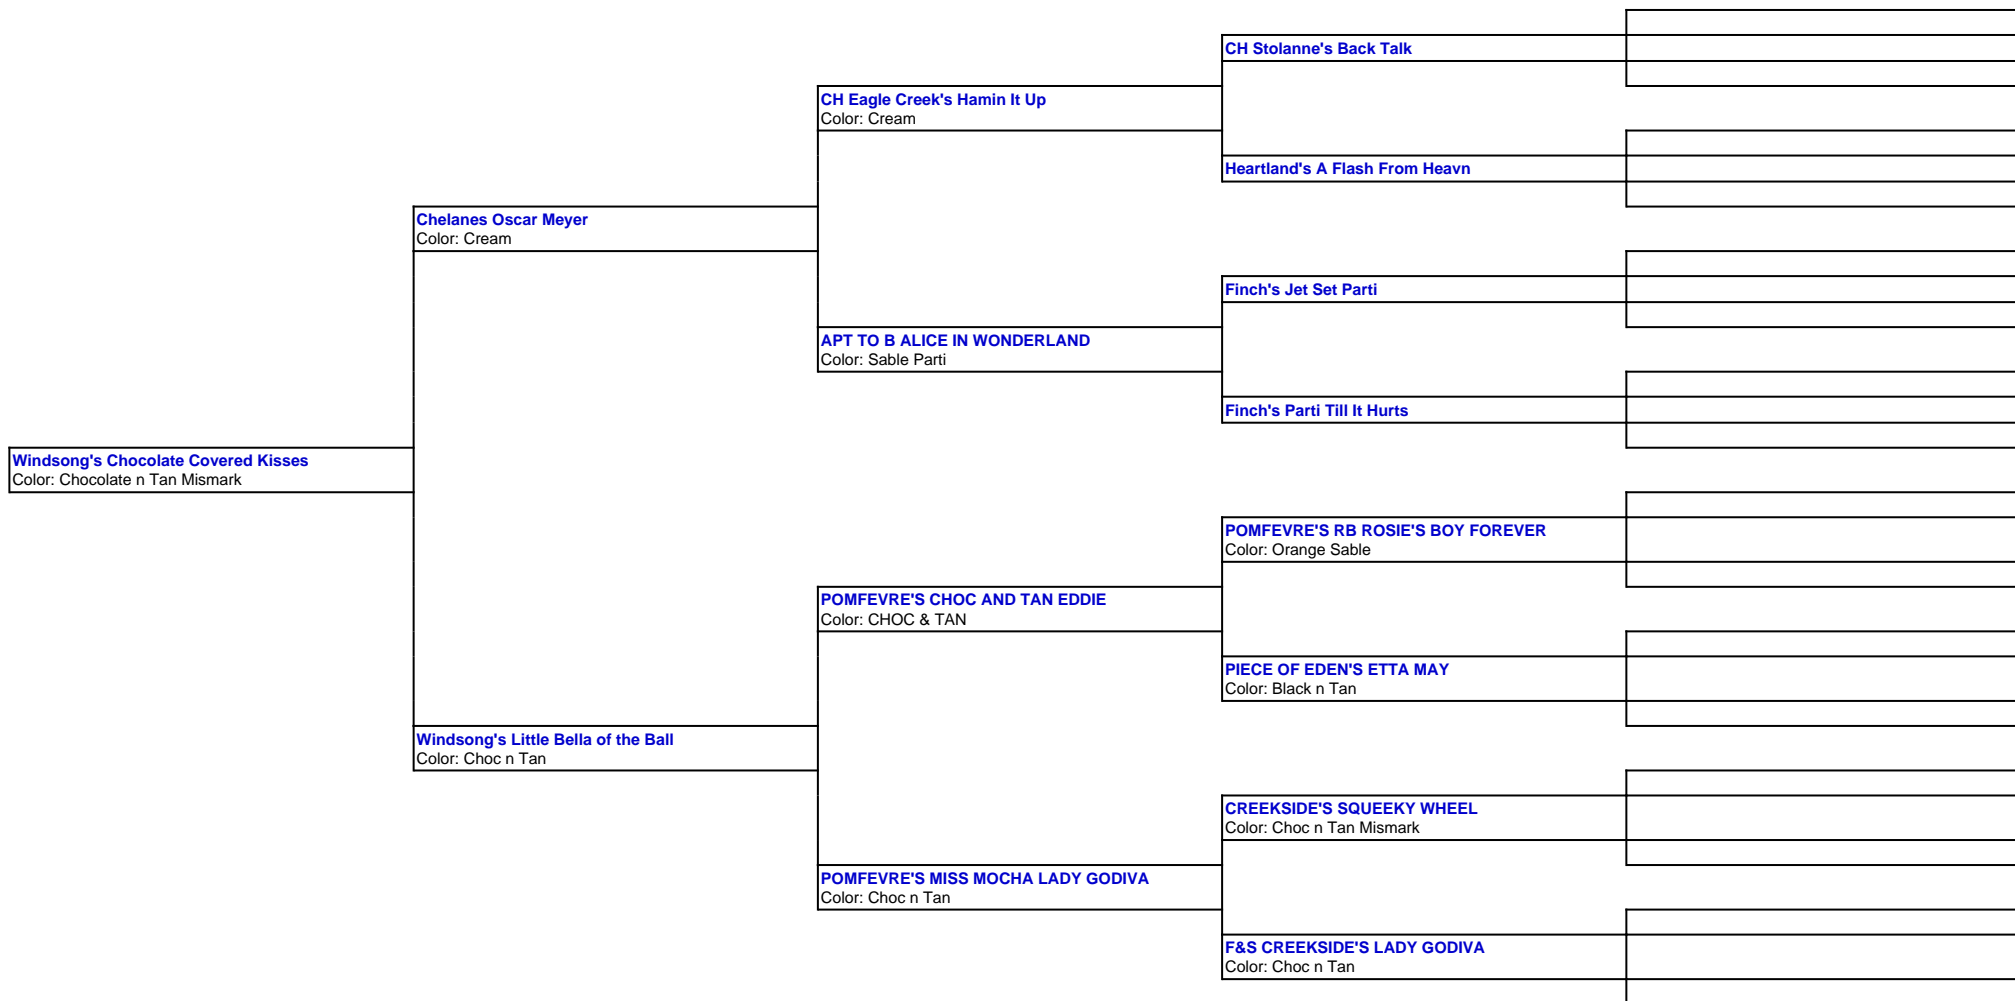 CH Stolanne's Back Talk
CH Eagle Creek's Hamin It Up
Color: Cream
Heartland's A Flash From Heavn
Chelanes Oscar Meyer
Color: Cream
Finch's Jet Set Parti
APT TO B ALICE IN WONDERLAND
Color: Sable Parti
Finch's Parti Till It Hurts
Windsong's Chocolate Covered Kisses
Color: Chocolate n Tan Mismark
POMFEVRE'S RB ROSIE'S BOY FOREVER
Color: Orange Sable
POMFEVRE'S CHOC AND TAN EDDIE
Color: CHOC & TAN
PIECE OF EDEN'S ETTA MAY
Color: Black n Tan
Windsong's Little Bella of the Ball
Color: Choc n Tan
CREEKSIDE'S SQUEEKY WHEEL
Color: Choc n Tan Mismark
POMFEVRE'S MISS MOCHA LADY GODIVA
Color: Choc n Tan
F&S CREEKSIDE'S LADY GODIVA
Color: Choc n Tan